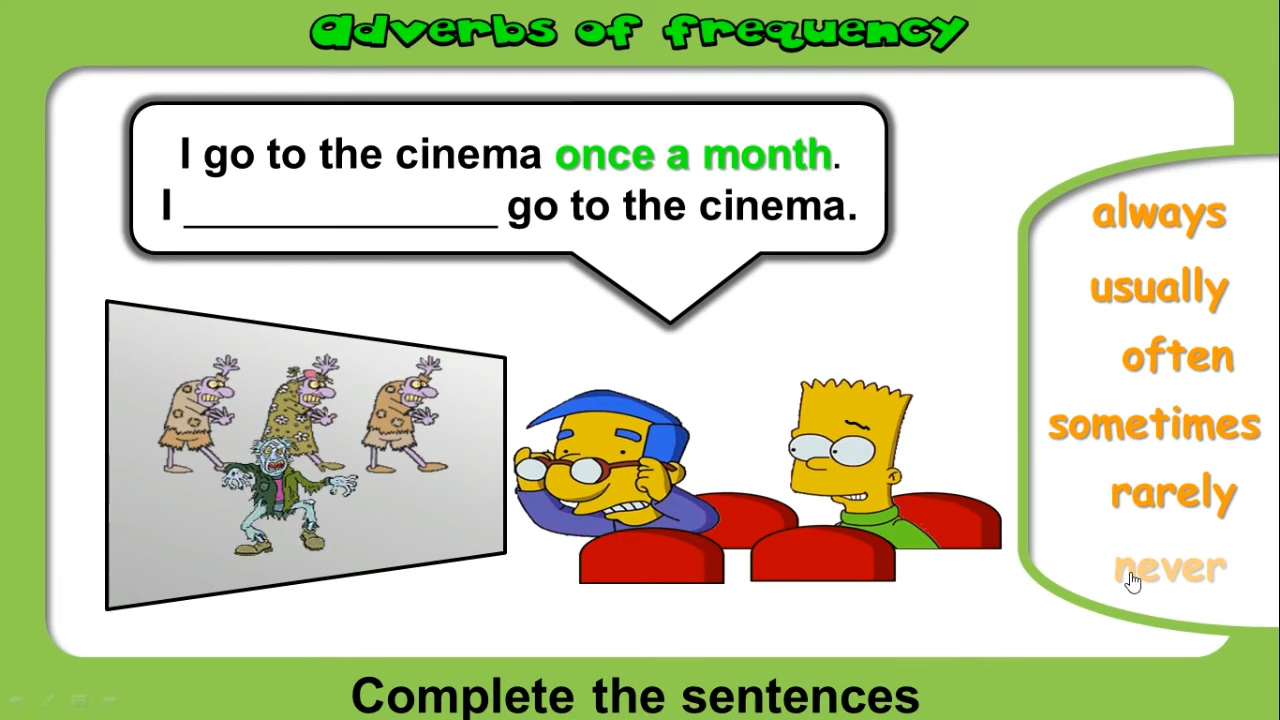 adverbs of frequency
I go to the cinema once a month.
I _____________ go to the cinema.
always
usually
often
sometimes
rarely
never
Complete the sentences